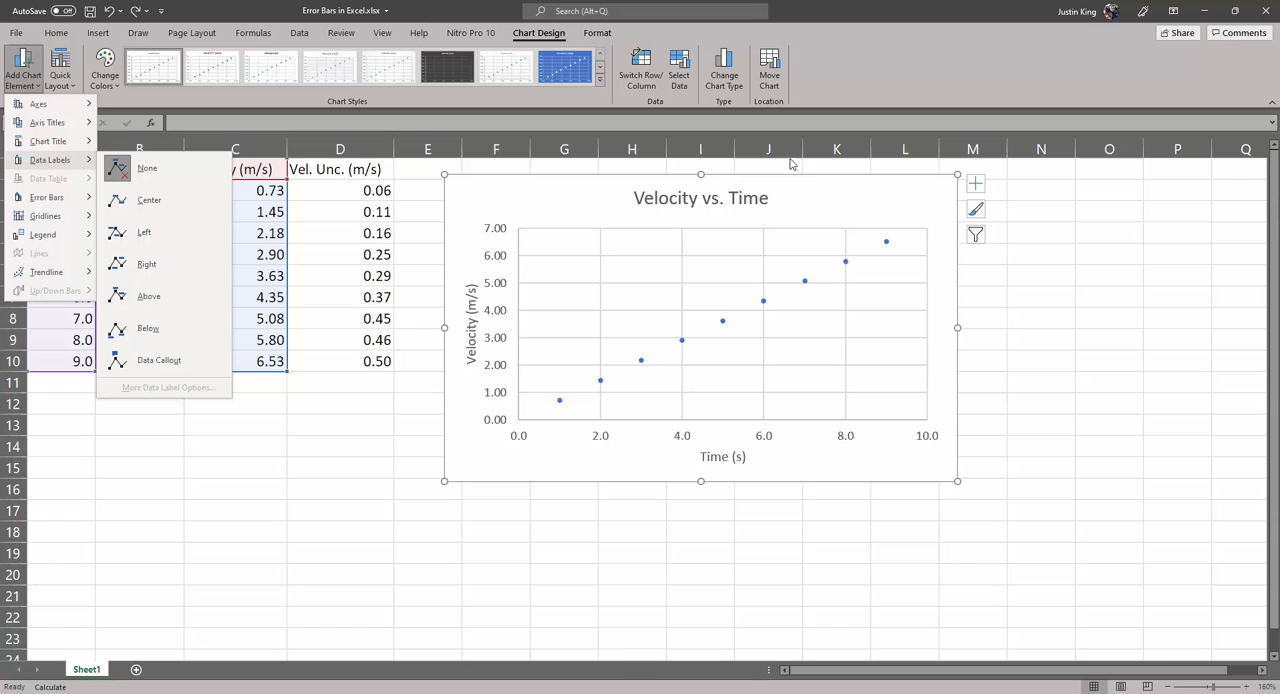 AutoSave Off Error Bars in Excel.xlsx Search (Alt+Q) Justin King
File Home Insert Draw Page Layout Formulas Data Review View Help Nitro Pro 10 Chart Design Format Share Comments
Add Chart Element Quick Layout Change Colors Switch Row/Column Select Data Change Chart Type Move Chart
Chart Styles Data Type Location
Axes
Axis Titles
Chart Title
Data Labels
Data Table
Error Bars
Gridlines
Legend
Lines
Trendline
Up/Down Bars
None
Center
Left
Right
Above
Below
Data Callout
More Data Label Options...
fx
B C D E F G H I J K L M N O P Q
(m/s) Vel. Unc. (m/s)
0.73 0.06
1.45 0.11
2.18 0.16
2.90 0.25
3.63 0.29
4.35 0.37
8 7.0 5.08 0.45
9 8.0 5.80 0.46
10 9.0 6.53 0.50
11
12
13
14
15
16
17
18
19
20
21
22
23
24
Velocity vs. Time
7.00
6.00
5.00
4.00
3.00
2.00
1.00
0.00
Velocity (m/s)
0.0 2.0 4.0 6.0 8.0 10.0
Time (s)
Sheet1
Ready Calculate 160%